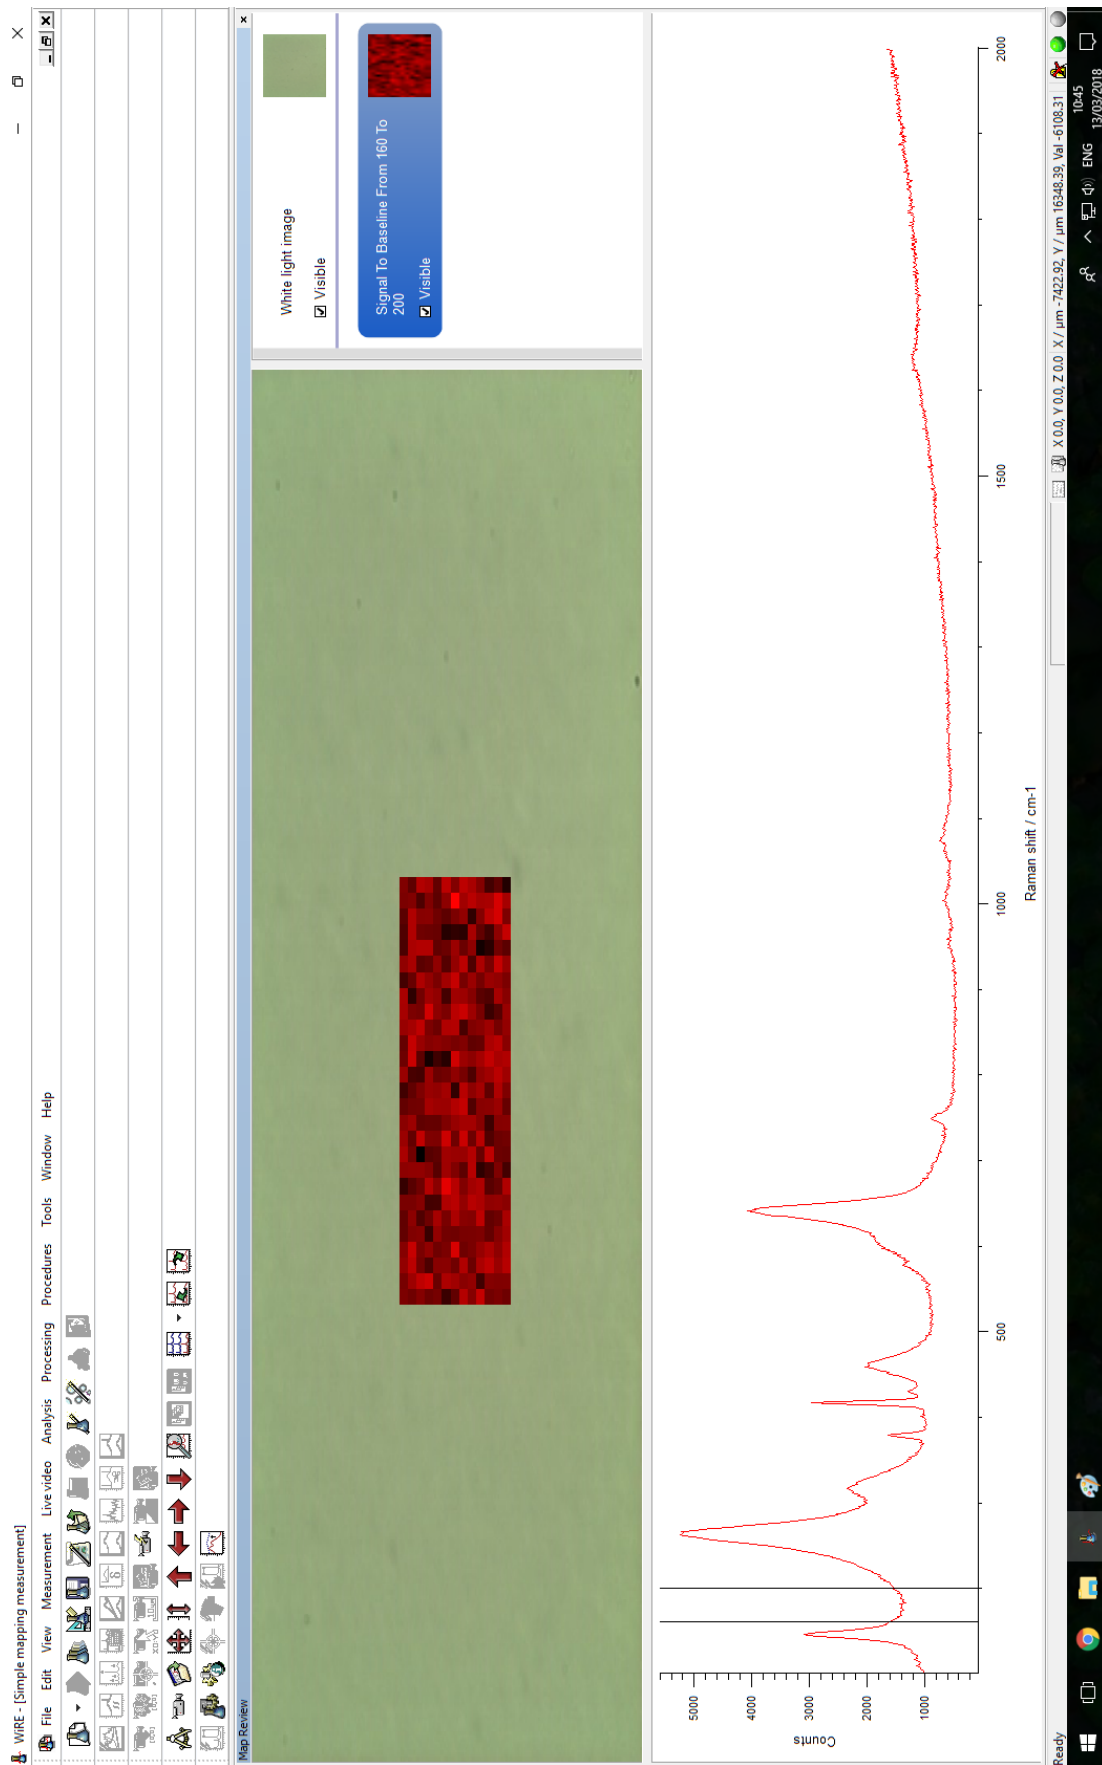 WiRE - [Simple mapping measurement]
File Edit View Measurement Live video Analysis Processing Procedures Tools Window Help
Map Review
White light image
Visible
Signal To Baseline From 160 To
200
Visible
5000
4000
3000
2000
1000
Counts
500
1000
1500
2000
Raman shift / cm-1
Ready
X 0.0, Y 0.0, Z 0.0 X / µm -7422.92, Y / µm 16348.39, Val -6108.31
ENG
10:45
13/03/2018